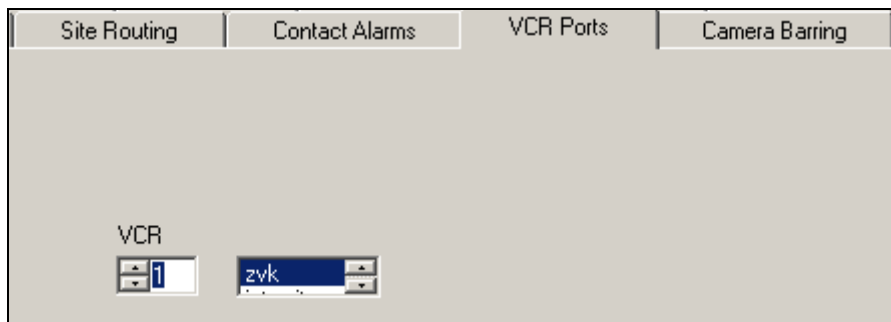 Site Routing
Contact Alarms
VCR Ports
Camera Barring
VCR
1
zvk